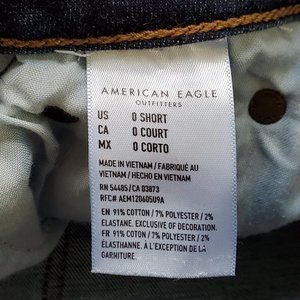 AMERICAN EAGLE
OUTFITTERS
US 0 SHORT
CA 0 COURT
MX 0 CORTO
MADE IN VIETNAM / FABRIQUÉ AU
VIETNAM / HECHO EN VIETNAM
RN 54485/CA 03873
RFC# AEM12060509A
EN 91% COTTON / 7% POLYESTER / 2%
ELASTANE. EXCLUSIVE OF DECORATION.
FR 91% COTON / 7% POLYESTER / 2%
ÉLASTHANNE. À L'EXCEPTION DE LA
GARNITURE.